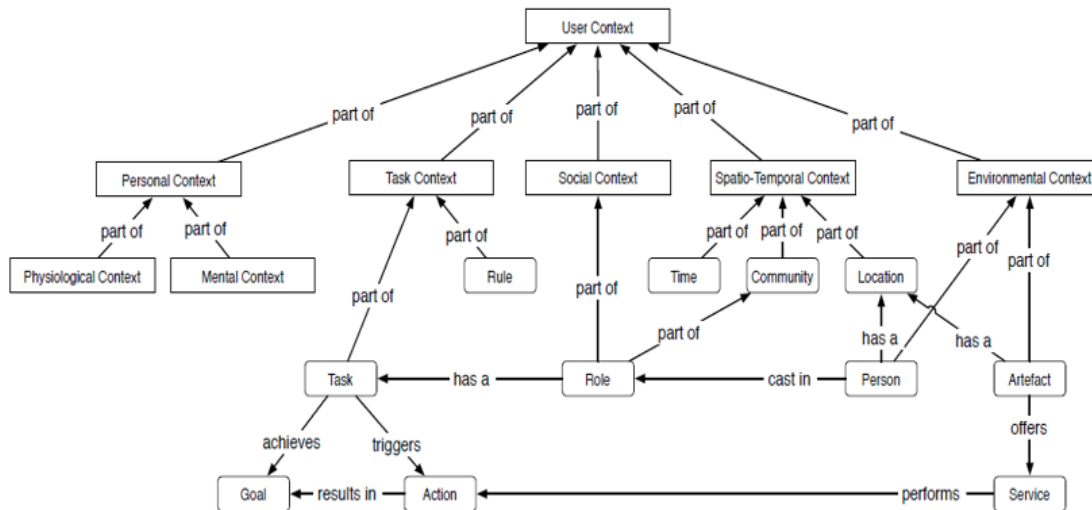 User Context
part of
part of
part of
part of
part of
Personal Context
Task Context
Social Context
Spatio-Temporal Context
Environmental Context
part of
part of
part of
part of
part of
part of
part of
part of
Physiological Context
Mental Context
Rule
Time
Community
Location
part of
part of
part of
has a
has a
Task
has a
Role
cast in
Person
Artefact
achieves
triggers
offers
Goal
results in
Action
performs
Service